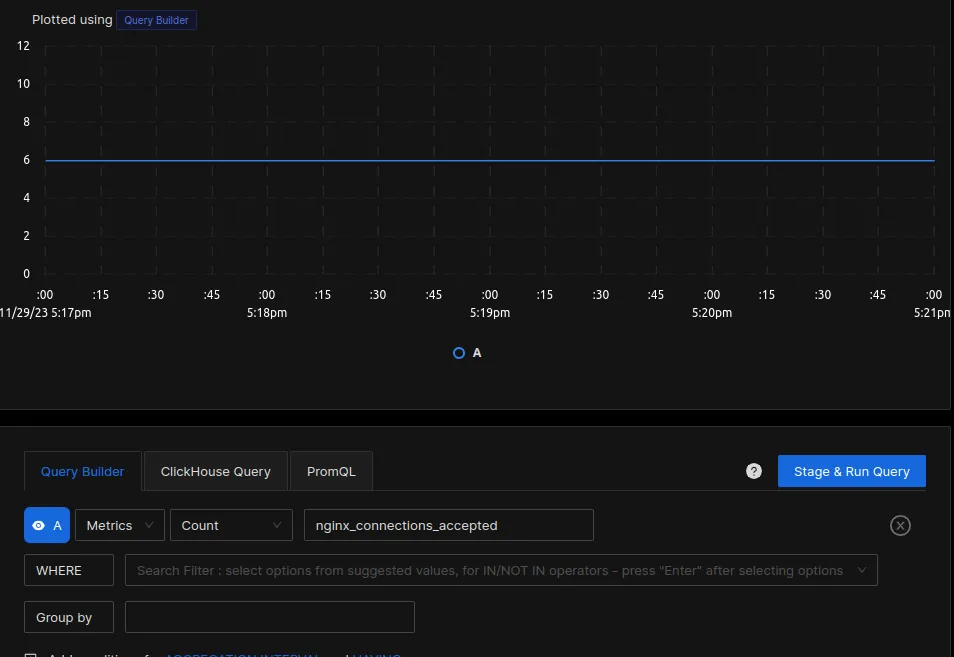 Plotted using Query Builder
12
10
8
6
4
2
0
:00 :15 :30 :45 :00 :15 :30 :45 :00 :15 :30 :45 :00 :15 :30 :45 :00
11/29/23 5:17pm 5:18pm 5:19pm 5:20pm 5:21pm
A
Query Builder ClickHouse Query PromQL ? Stage & Run Query
A Metrics Count nginx_connections_accepted
WHERE Search Filter : select options from suggested values, for IN/NOT IN operators – press "Enter" after selecting options
Group by